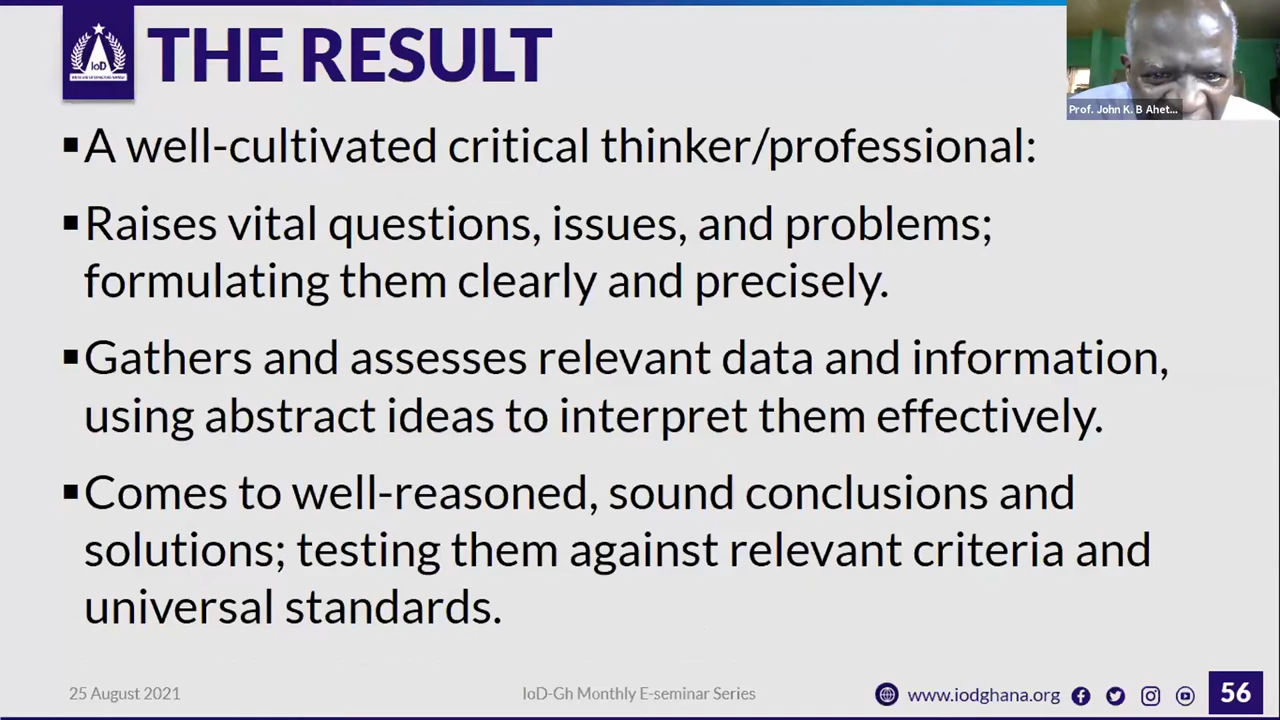 IoD
THE RESULT
Prof. John K. B Ahet...
▪A well-cultivated critical thinker/professional:
▪Raises vital questions, issues, and problems;
formulating them clearly and precisely.
▪Gathers and assesses relevant data and information,
using abstract ideas to interpret them effectively.
▪Comes to well-reasoned, sound conclusions and
solutions; testing them against relevant criteria and
universal standards.
25 August 2021
IoD-Gh Monthly E-seminar Series
www.iodghana.org
56